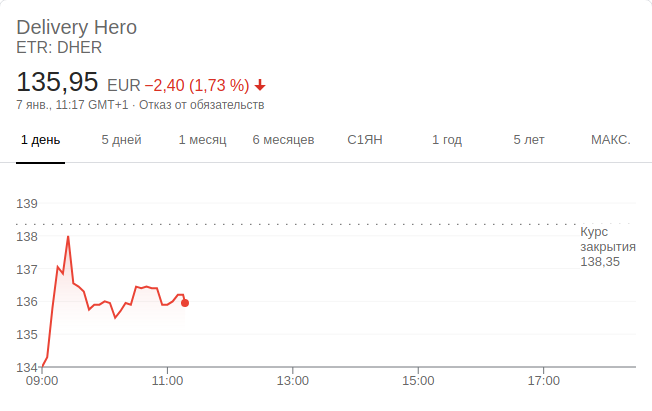 Delivery Hero
ETR: DHER
135,95 EUR −2,40 (1,73 %)
7 янв., 11:17 GMT+1 · Отказ от обязательств
1 день 5 дней 1 месяц 6 месяцев С1ЯН 1 год 5 лет МАКС.
139
138
137
136
135
134
Курс
закрытия
138,35
09:00 11:00 13:00 15:00 17:00